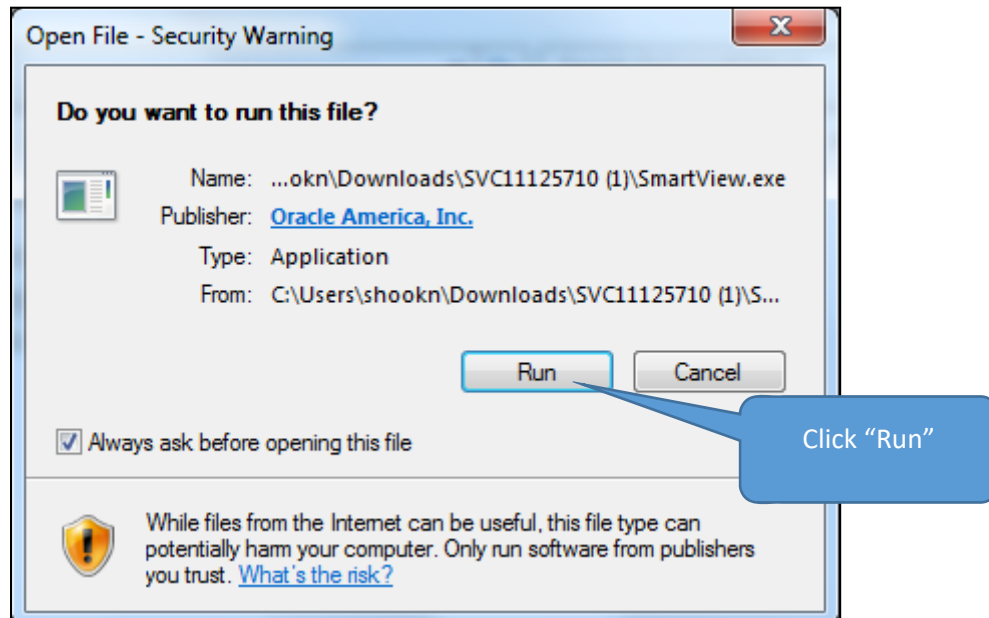 Open File - Security Warning
Do you want to run this file?
Name: ...okn\Downloads\SVC11125710 (1)\SmartView.exe
Publisher: Oracle America, Inc.
Type: Application
From: C:\Users\shookn\Downloads\SVC11125710 (1)\S...
Run Cancel
Click “Run”
Always ask before opening this file
While files from the Internet can be useful, this file type can
potentially harm your computer. Only run software from publishers
you trust. What's the risk?